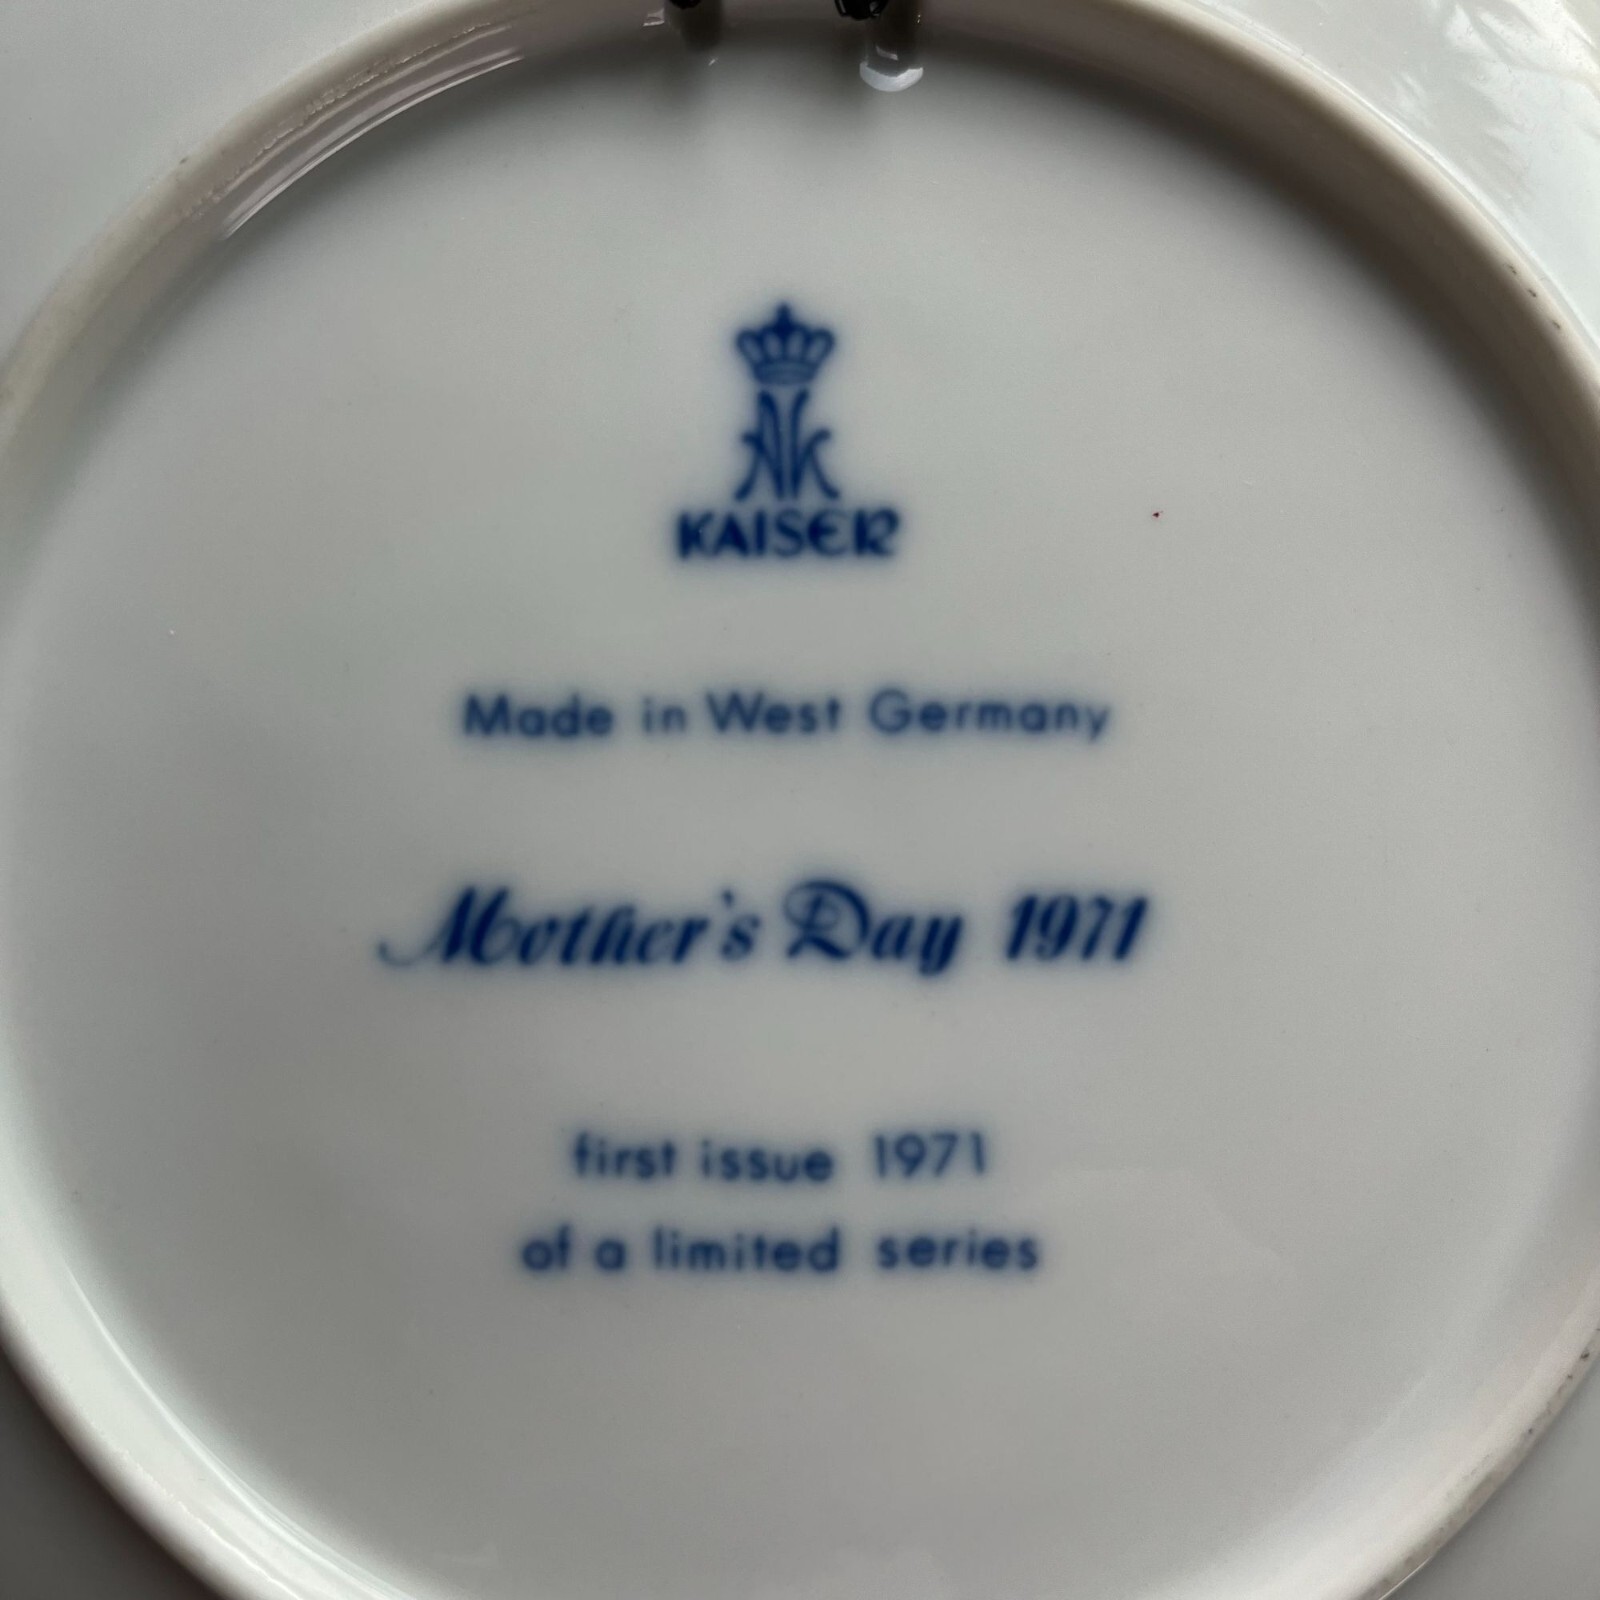 AK
KAISER
Made in West Germany
Mother's Day 1971
first issue 1971
of a limited series